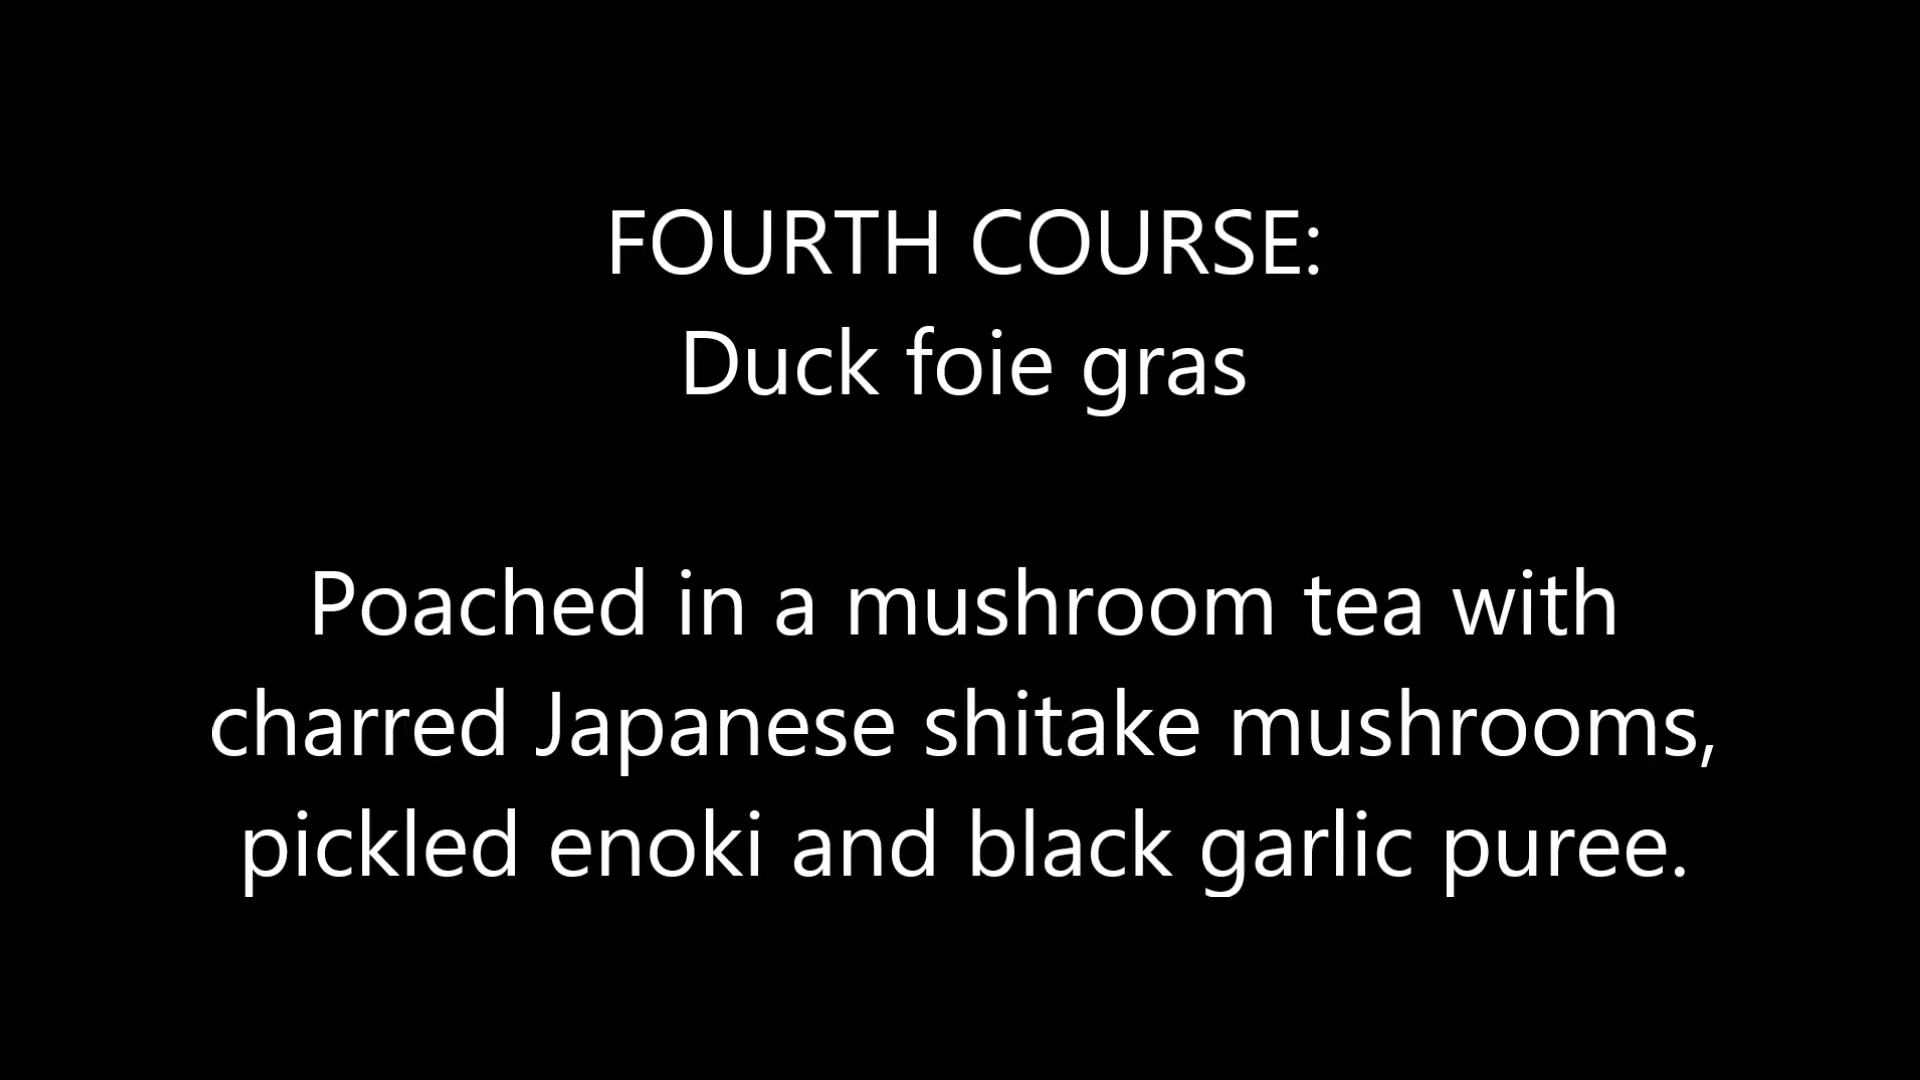 FOURTH COURSE:
Duck foie gras
Poached in a mushroom tea with
charred Japanese shitake mushrooms,
pickled enoki and black garlic puree.